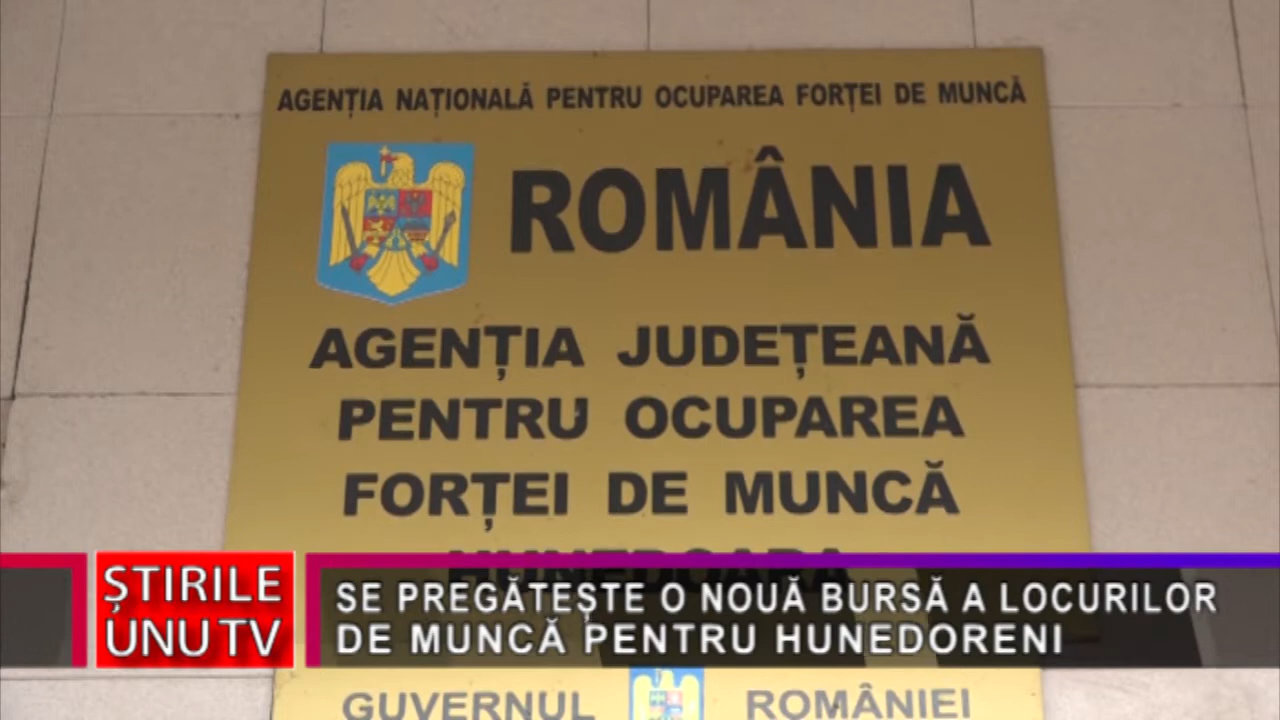 AGENȚIA NAȚIONALĂ PENTRU OCUPAREA FORȚEI DE MUNCĂ
ROMÂNIA
AGENȚIA JUDEȚEANĂ
PENTRU OCUPAREA
FORȚEI DE MUNCĂ
HUNEDOARA
ȘTIRILE
UNU TV
SE PREGĂTEȘTE O NOUĂ BURSĂ A LOCURILOR
DE MUNCĂ PENTRU HUNEDORENI
GUVERNUL ROMÂNIEI